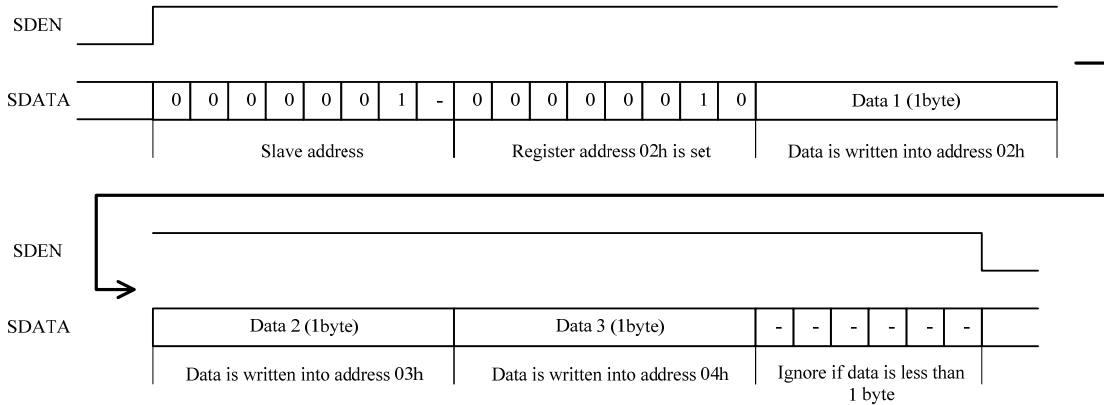 SDEN
SDATA 0 0 0 0 0 0 1 - 0 0 0 0 0 0 1 0 Data 1 (1byte)
Slave address Register address 02h is set Data is written into address 02h
SDEN
SDATA Data 2 (1byte) Data 3 (1byte) - - - - - -
Data is written into address 03h Data is written into address 04h Ignore if data is less than
1 byte